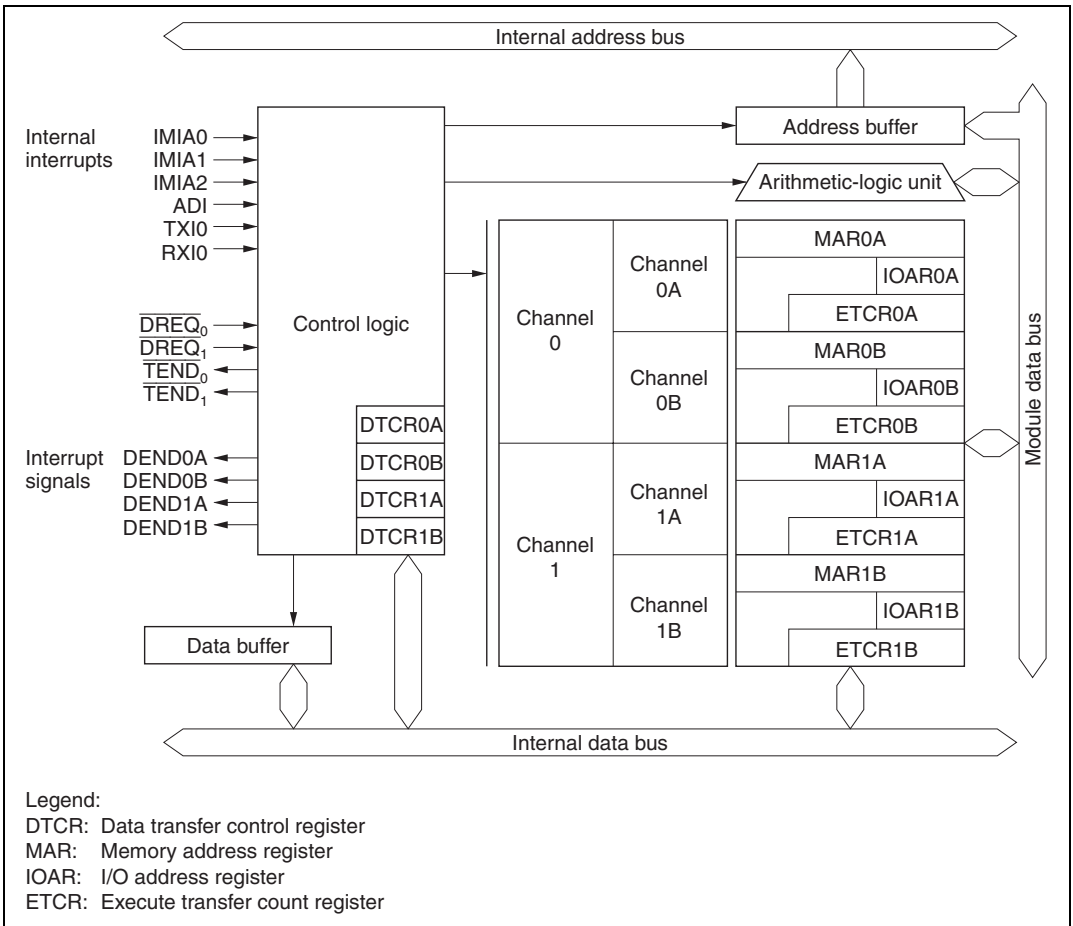 Internal address bus
Internal interrupts
IMIA0
IMIA1
IMIA2
ADI
TXI0
RXI0
DREQ0
DREQ1
TEND0
TEND1
Interrupt signals
DEND0A
DEND0B
DEND1A
DEND1B
Control logic
DTCR0A
DTCR0B
DTCR1A
DTCR1B
Data buffer
Address buffer
Arithmetic-logic unit
Channel 0
Channel 0A
Channel 0B
Channel 1
Channel 1A
Channel 1B
MAR0A
IOAR0A
ETCR0A
MAR0B
IOAR0B
ETCR0B
MAR1A
IOAR1A
ETCR1A
MAR1B
IOAR1B
ETCR1B
Module data bus
Internal data bus
Legend:
DTCR: Data transfer control register
MAR: Memory address register
IOAR: I/O address register
ETCR: Execute transfer count register